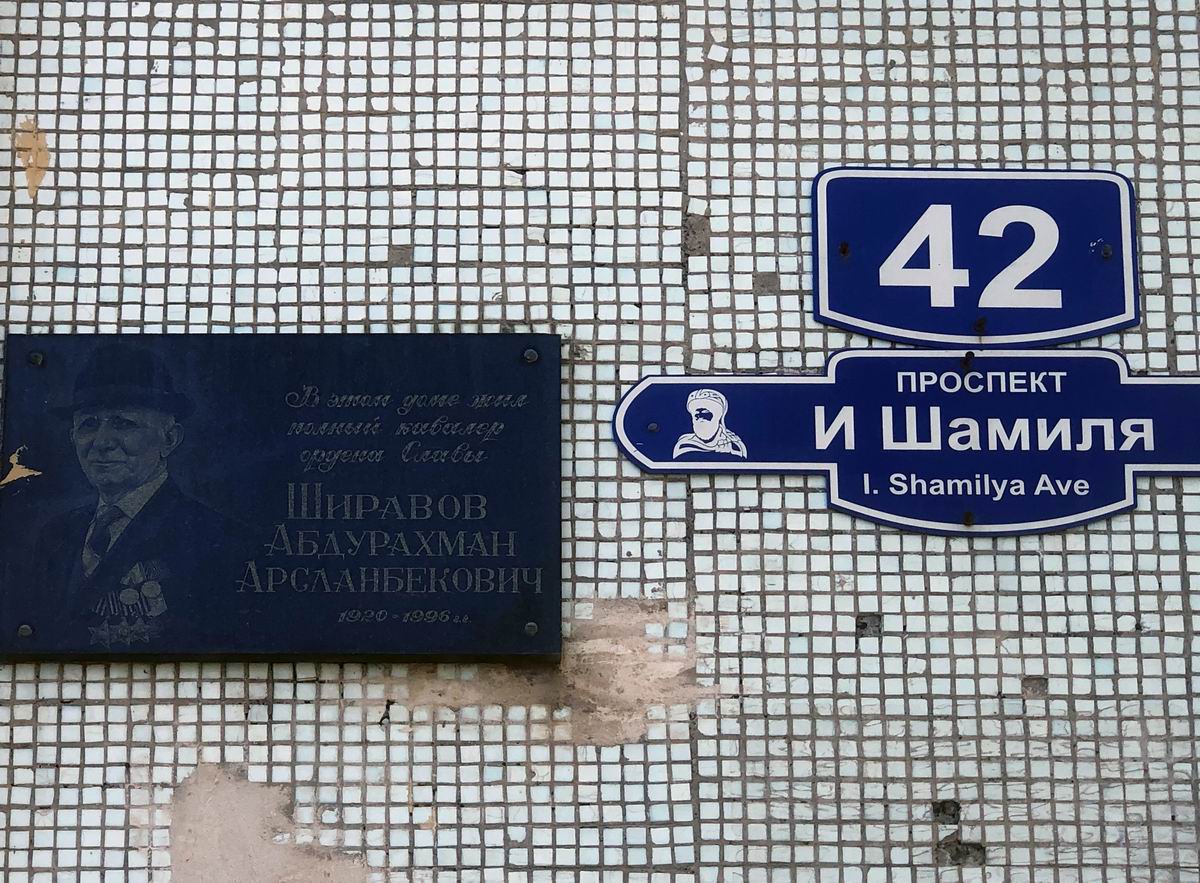 В этом доме жил
полный кавалер
ордена Славы
Ширавов
Абдурахман
Арсланбекович
1920-1996 г.г.
42
ПРОСПЕКТ
И Шамиля
I. Shamilya Ave